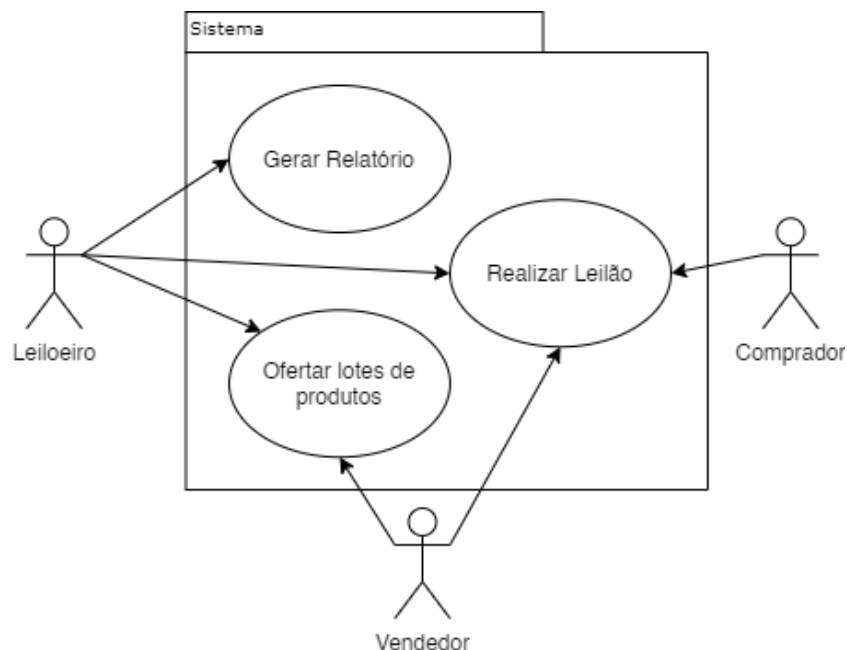 Sistema
Gerar Relatório
Realizar Leilão
Leiloeiro
Comprador
Ofertar lotes de
produtos
Vendedor